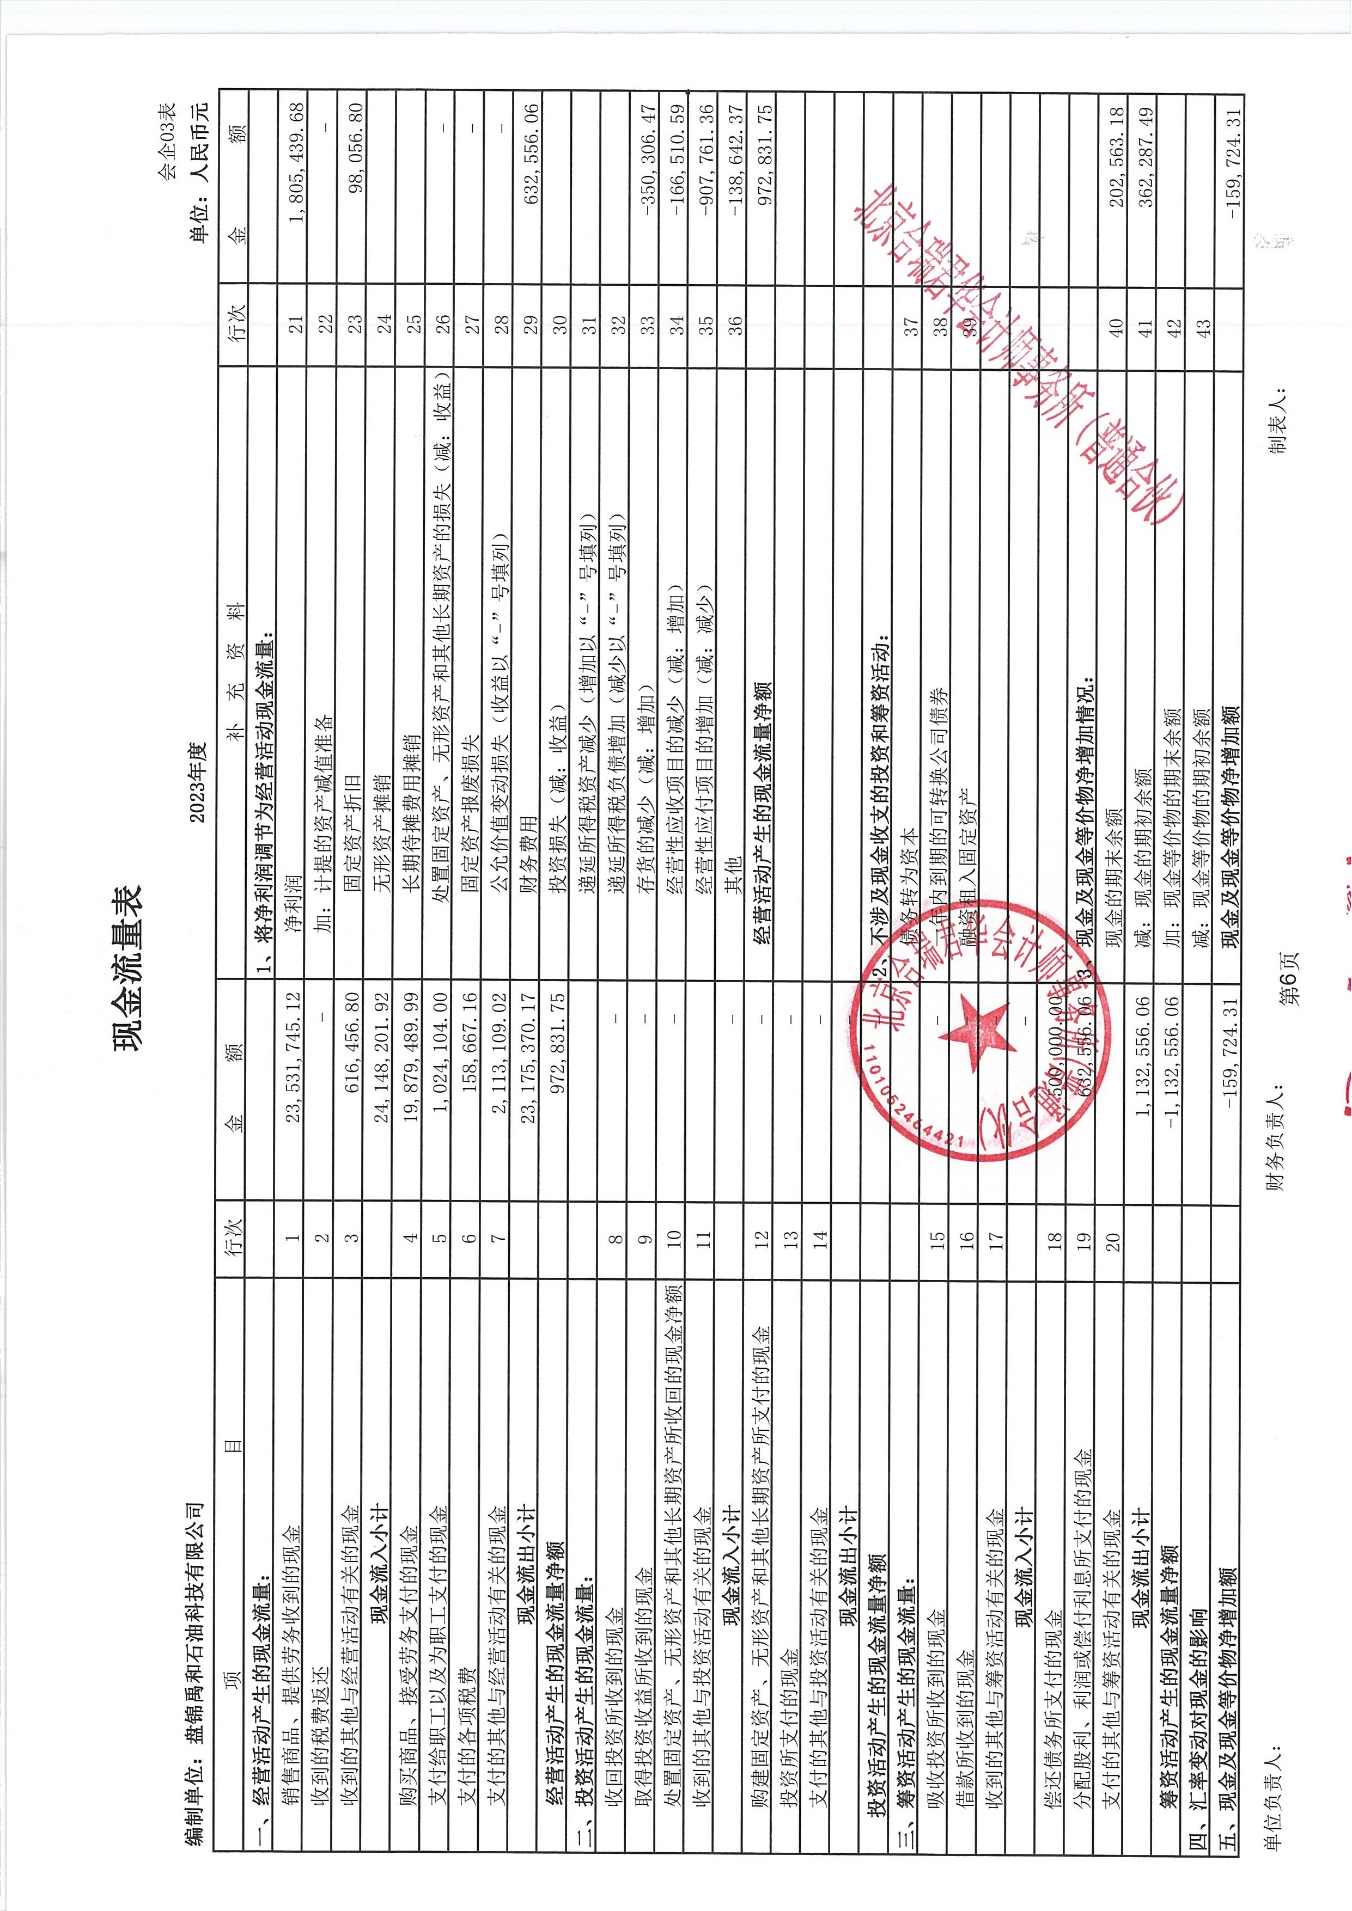 现金流量表
会企03表
编制单位：盘锦禹和石油科技有限公司 2023年度 单位：人民币元
项 目 行次 金 额 补 充 资 料 行次 金 额
一、经营活动产生的现金流量： 1、将净利润调节为经营活动现金流量：
销售商品、提供劳务收到的现金 1 23,531,745.12 净利润 21 1,805,439.68
收到的税费返还 2 - 加：计提的资产减值准备 22 -
收到的其他与经营活动有关的现金 3 616,456.80 固定资产折旧 23 98,056.80
现金流入小计 24,148,201.92 无形资产摊销 24
购买商品、接受劳务支付的现金 4 19,879,489.99 长期待摊费用摊销 25
支付给职工以及为职工支付的现金 5 1,024,104.00 处置固定资产、无形资产和其他长期资产的损失（减：收益） 26 -
支付的各项税费 6 158,667.16 固定资产报废损失 27 -
支付的其他与经营活动有关的现金 7 2,113,109.02 公允价值变动损失（收益以“-”号填列） 28 -
现金流出小计 23,175,370.17 财务费用 29 632,556.06
经营活动产生的现金流量净额 972,831.75 投资损失（减：收益） 30
二、投资活动产生的现金流量： 递延所得税资产减少（增加以“-”号填列） 31
收回投资所收到的现金 8 - 递延所得税负债增加（减少以“-”号填列） 32
取得投资收益所收到的现金 9 - 存货的减少（减：增加） 33 -350,306.47
处置固定资产、无形资产和其他长期资产所收回的现金净额 10 - 经营性应收项目的减少（减：增加） 34 -166,510.59
收到的其他与投资活动有关的现金 11 经营性应付项目的增加（减：减少） 35 -907,761.36
现金流入小计 - 其他 36 -138,642.37
购建固定资产、无形资产和其他长期资产所支付的现金 12 - 经营活动产生的现金流量净额 972,831.75
投资所支付的现金 13 -
支付的其他与投资活动有关的现金 14 -
现金流出小计 -
投资活动产生的现金流量净额 2、不涉及现金收支的投资和筹资活动：
三、筹资活动产生的现金流量： 债务转为资本 37
吸收投资所收到的现金 15 - 一年内到期的可转换公司债券 38
借款所收到的现金 16 融资租入固定资产 39
收到的其他与筹资活动有关的现金 17 -
现金流入小计 -
偿还债务所支付的现金 18 500,000.00
分配股利、利润或偿付利息所支付的现金 19 632,556.06 3、现金及现金等价物净增加情况：
支付的其他与筹资活动有关的现金 20 现金的期末余额 40 202,563.18
现金流出小计 1,132,556.06 减：现金的期初余额 41 362,287.49
筹资活动产生的现金流量净额 -1,132,556.06 加：现金等价物的期末余额 42
四、汇率变动对现金的影响 减：现金等价物的期初余额 43
五、现金及现金等价物净增加额 -159,724.31 现金及现金等价物净增加额 -159,724.31
单位负责人： 财务负责人： 制表人：
第6页
北京合瑞君华会计师事务所（普通合伙）
1101052464421
北京合瑞君华会计师事务所（普通合伙）